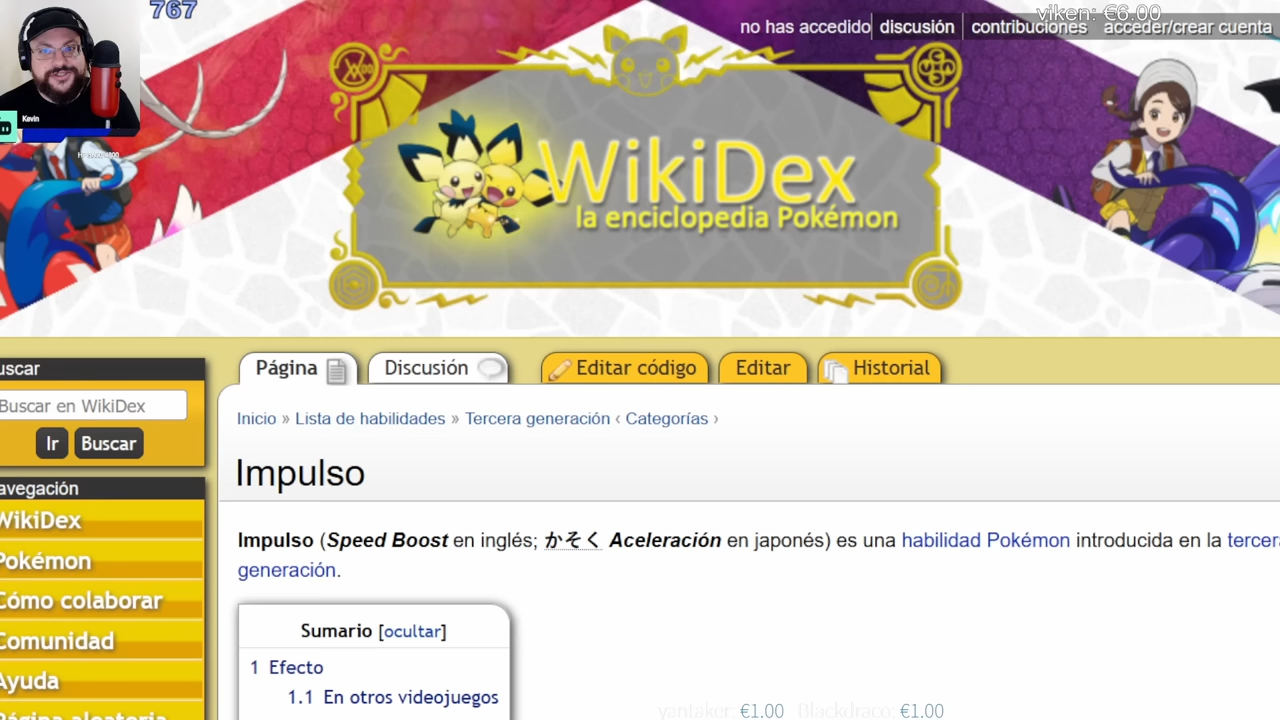 767
viken: €6.00
no has accedido discusión contribuciones acceder/crear cuenta
Kevin
WikiDex
la enciclopedia Pokémon
uscar
Página Discusión Editar código Editar Historial
Buscar en WikiDex
Inicio » Lista de habilidades » Tercera generación ‹ Categorías ›
Ir Buscar
Impulso
avegación
WikiDex
Impulso (Speed Boost en inglés; かそく Aceleración en japonés) es una habilidad Pokémon introducida en la tercera
generación.
Pokémon
Cómo colaborar
Sumario [ocultar]
Comunidad
1 Efecto
Ayuda
1.1 En otros videojuegos
Página aleatoria
yantaker: €1.00 Blackdraco: €1.00